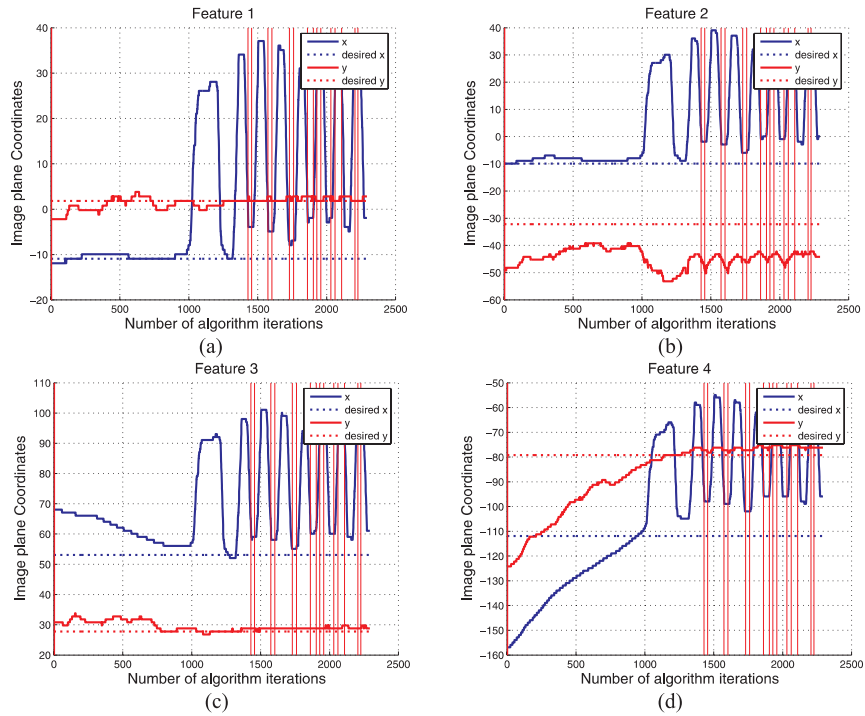 Feature 1
Image plane Coordinates
40
30
20
10
0
−10
−20
0
500
1000
1500
2000
2500
x
desired x
y
desired y
Number of algorithm iterations
(a)
Feature 2
Image plane Coordinates
40
30
20
10
0
−10
−20
−30
−40
−50
−60
0
500
1000
1500
2000
2500
x
desired x
y
desired y
Number of algorithm iterations
(b)
Feature 3
Image plane Coordinates
110
100
90
80
70
60
50
40
30
20
0
500
1000
1500
2000
2500
x
desired x
y
desired y
Number of algorithm iterations
(c)
Feature 4
Image plane Coordinates
−50
−60
−70
−80
−90
−100
−110
−120
−130
−140
−150
−160
0
500
1000
1500
2000
2500
x
desired x
y
desired y
Number of algorithm iterations
(d)